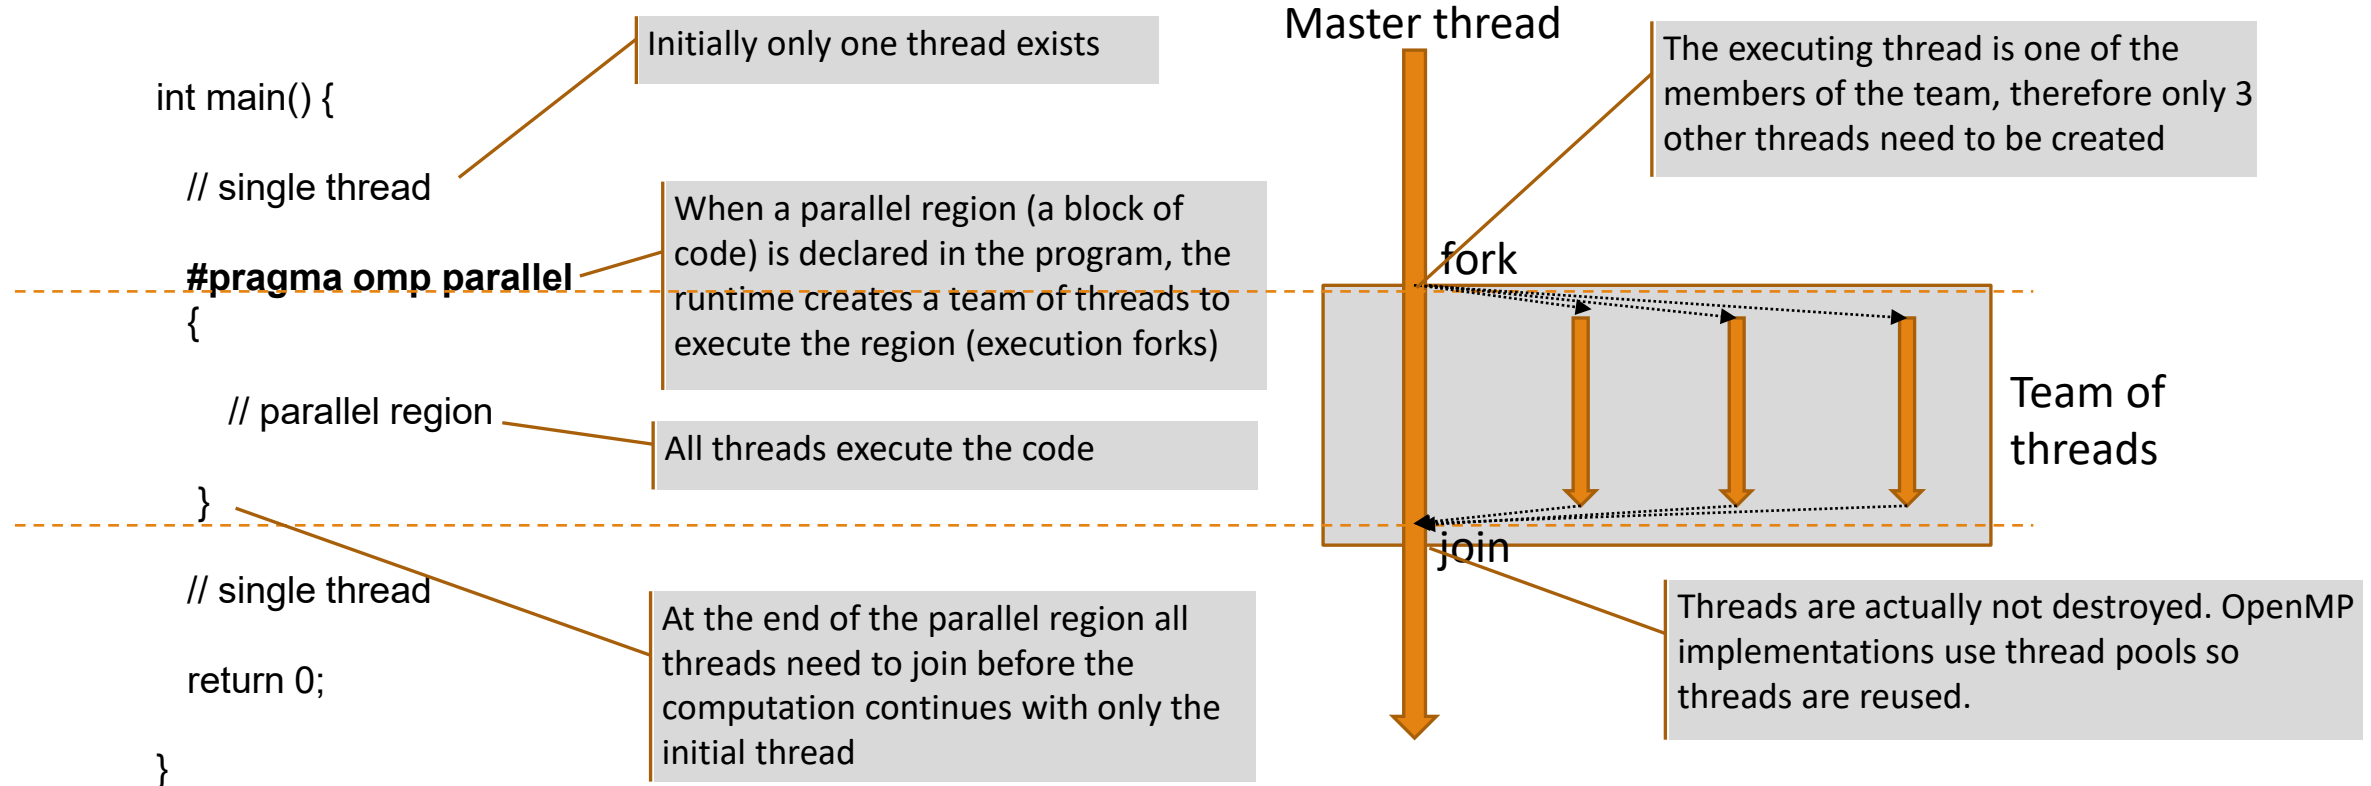 int main() {
// single thread
#pragma omp parallel
{
// parallel region
}
// single thread
return 0;
}
Initially only one thread exists
When a parallel region (a block of
code) is declared in the program, the
runtime creates a team of threads to
execute the region (execution forks)
All threads execute the code
At the end of the parallel region all
threads need to join before the
computation continues with only the
initial thread
Master thread
fork
join
Team of
threads
The executing thread is one of the
members of the team, therefore only 3
other threads need to be created
Threads are actually not destroyed. OpenMP
implementations use thread pools so
threads are reused.